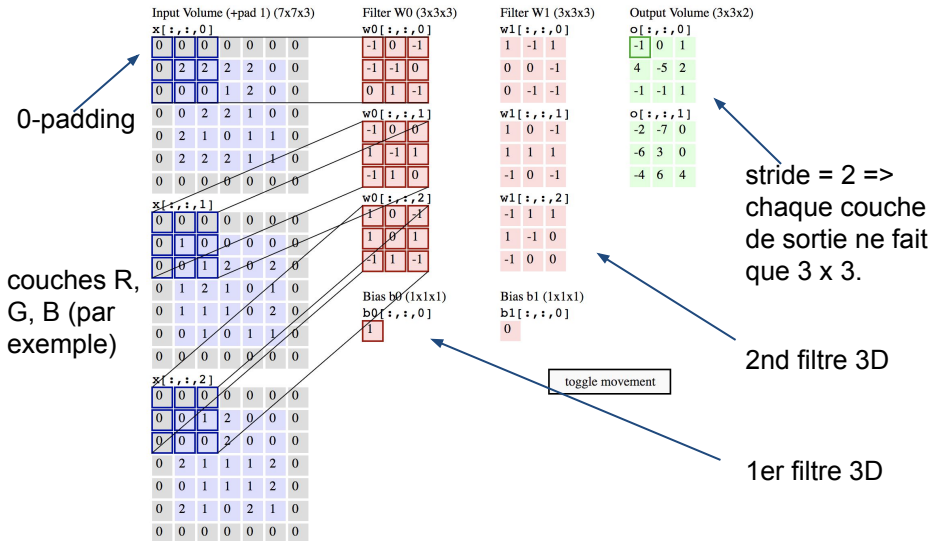 Input Volume (+pad 1) (7x7x3)
x[:,:,0]
0 0 0 0 0 0 0
0 2 2 2 2 0 0
0 0 0 1 2 0 0
0 0 2 2 1 0 0
0 2 1 0 1 1 0
0 2 2 2 1 1 0
0 0 0 0 0 0 0
x[:,:,1]
0 0 0 0 0 0 0
0 1 0 0 0 0 0
0 0 1 2 0 2 0
0 1 2 1 0 1 0
0 1 1 1 0 2 0
0 0 1 0 1 1 0
0 0 0 0 0 0 0
x[:,:,2]
0 0 0 0 0 0 0
0 0 1 2 0 0 0
0 0 0 2 0 0 0
0 2 1 1 1 2 0
0 0 1 1 1 2 0
0 2 1 0 2 1 0
0 0 0 0 0 0 0
Filter W0 (3x3x3)
w0[:,:,0]
-1 0 -1
-1 -1 0
0 1 -1
w0[:,:,1]
-1 0 0
1 -1 1
-1 1 0
w0[:,:,2]
1 0 -1
1 0 1
-1 1 -1
Bias b0 (1x1x1)
b0[:,:,0]
1
Filter W1 (3x3x3)
w1[:,:,0]
1 -1 1
0 0 -1
0 0 -1
w1[:,:,1]
1 0 -1
1 1 1
-1 0 -1
w1[:,:,2]
-1 1 1
1 -1 0
-1 0 0
Bias b1 (1x1x1)
b1[:,:,0]
0
Output Volume (3x3x2)
o[:,:,0]
-1 0 1
4 -5 2
-1 -1 1
o[:,:,1]
-2 -7 0
-6 3 0
-4 6 4
toggle movement
0-padding
couches R,
G, B (par
exemple)
stride = 2 =>
chaque couche
de sortie ne fait
que 3 x 3.
2nd filtre 3D
1er filtre 3D